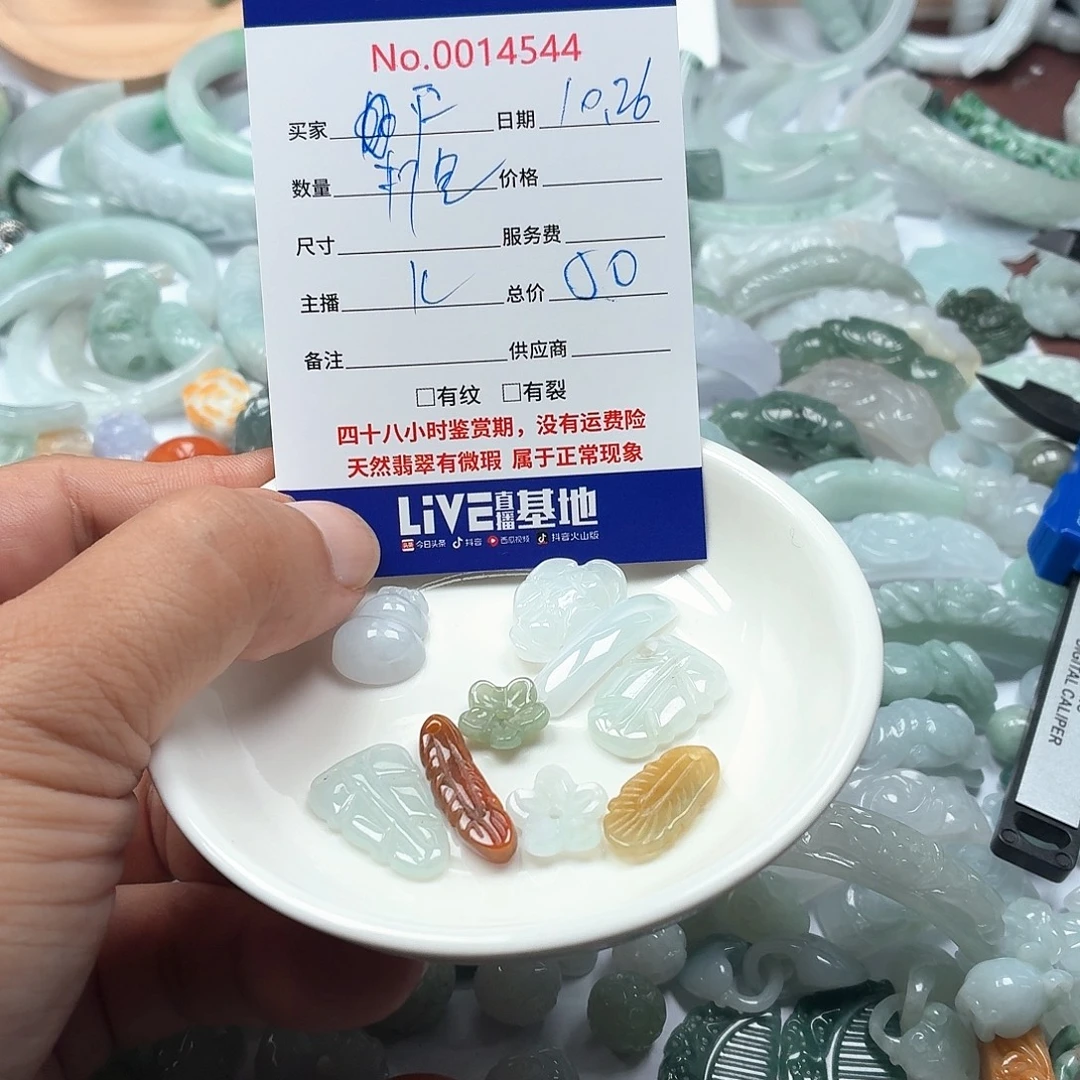 No.0014544
买家 日期 10.26
数量 打包 价格
尺寸 服务费
主播 总价 50
备注 供应商
□有纹 □有裂
四十八小时鉴赏期，没有运费险
天然翡翠有微瑕 属于正常现象
LiVE直播基地
今日头条 抖音 西瓜视频 抖音火山版
DIGITAL CALIPER